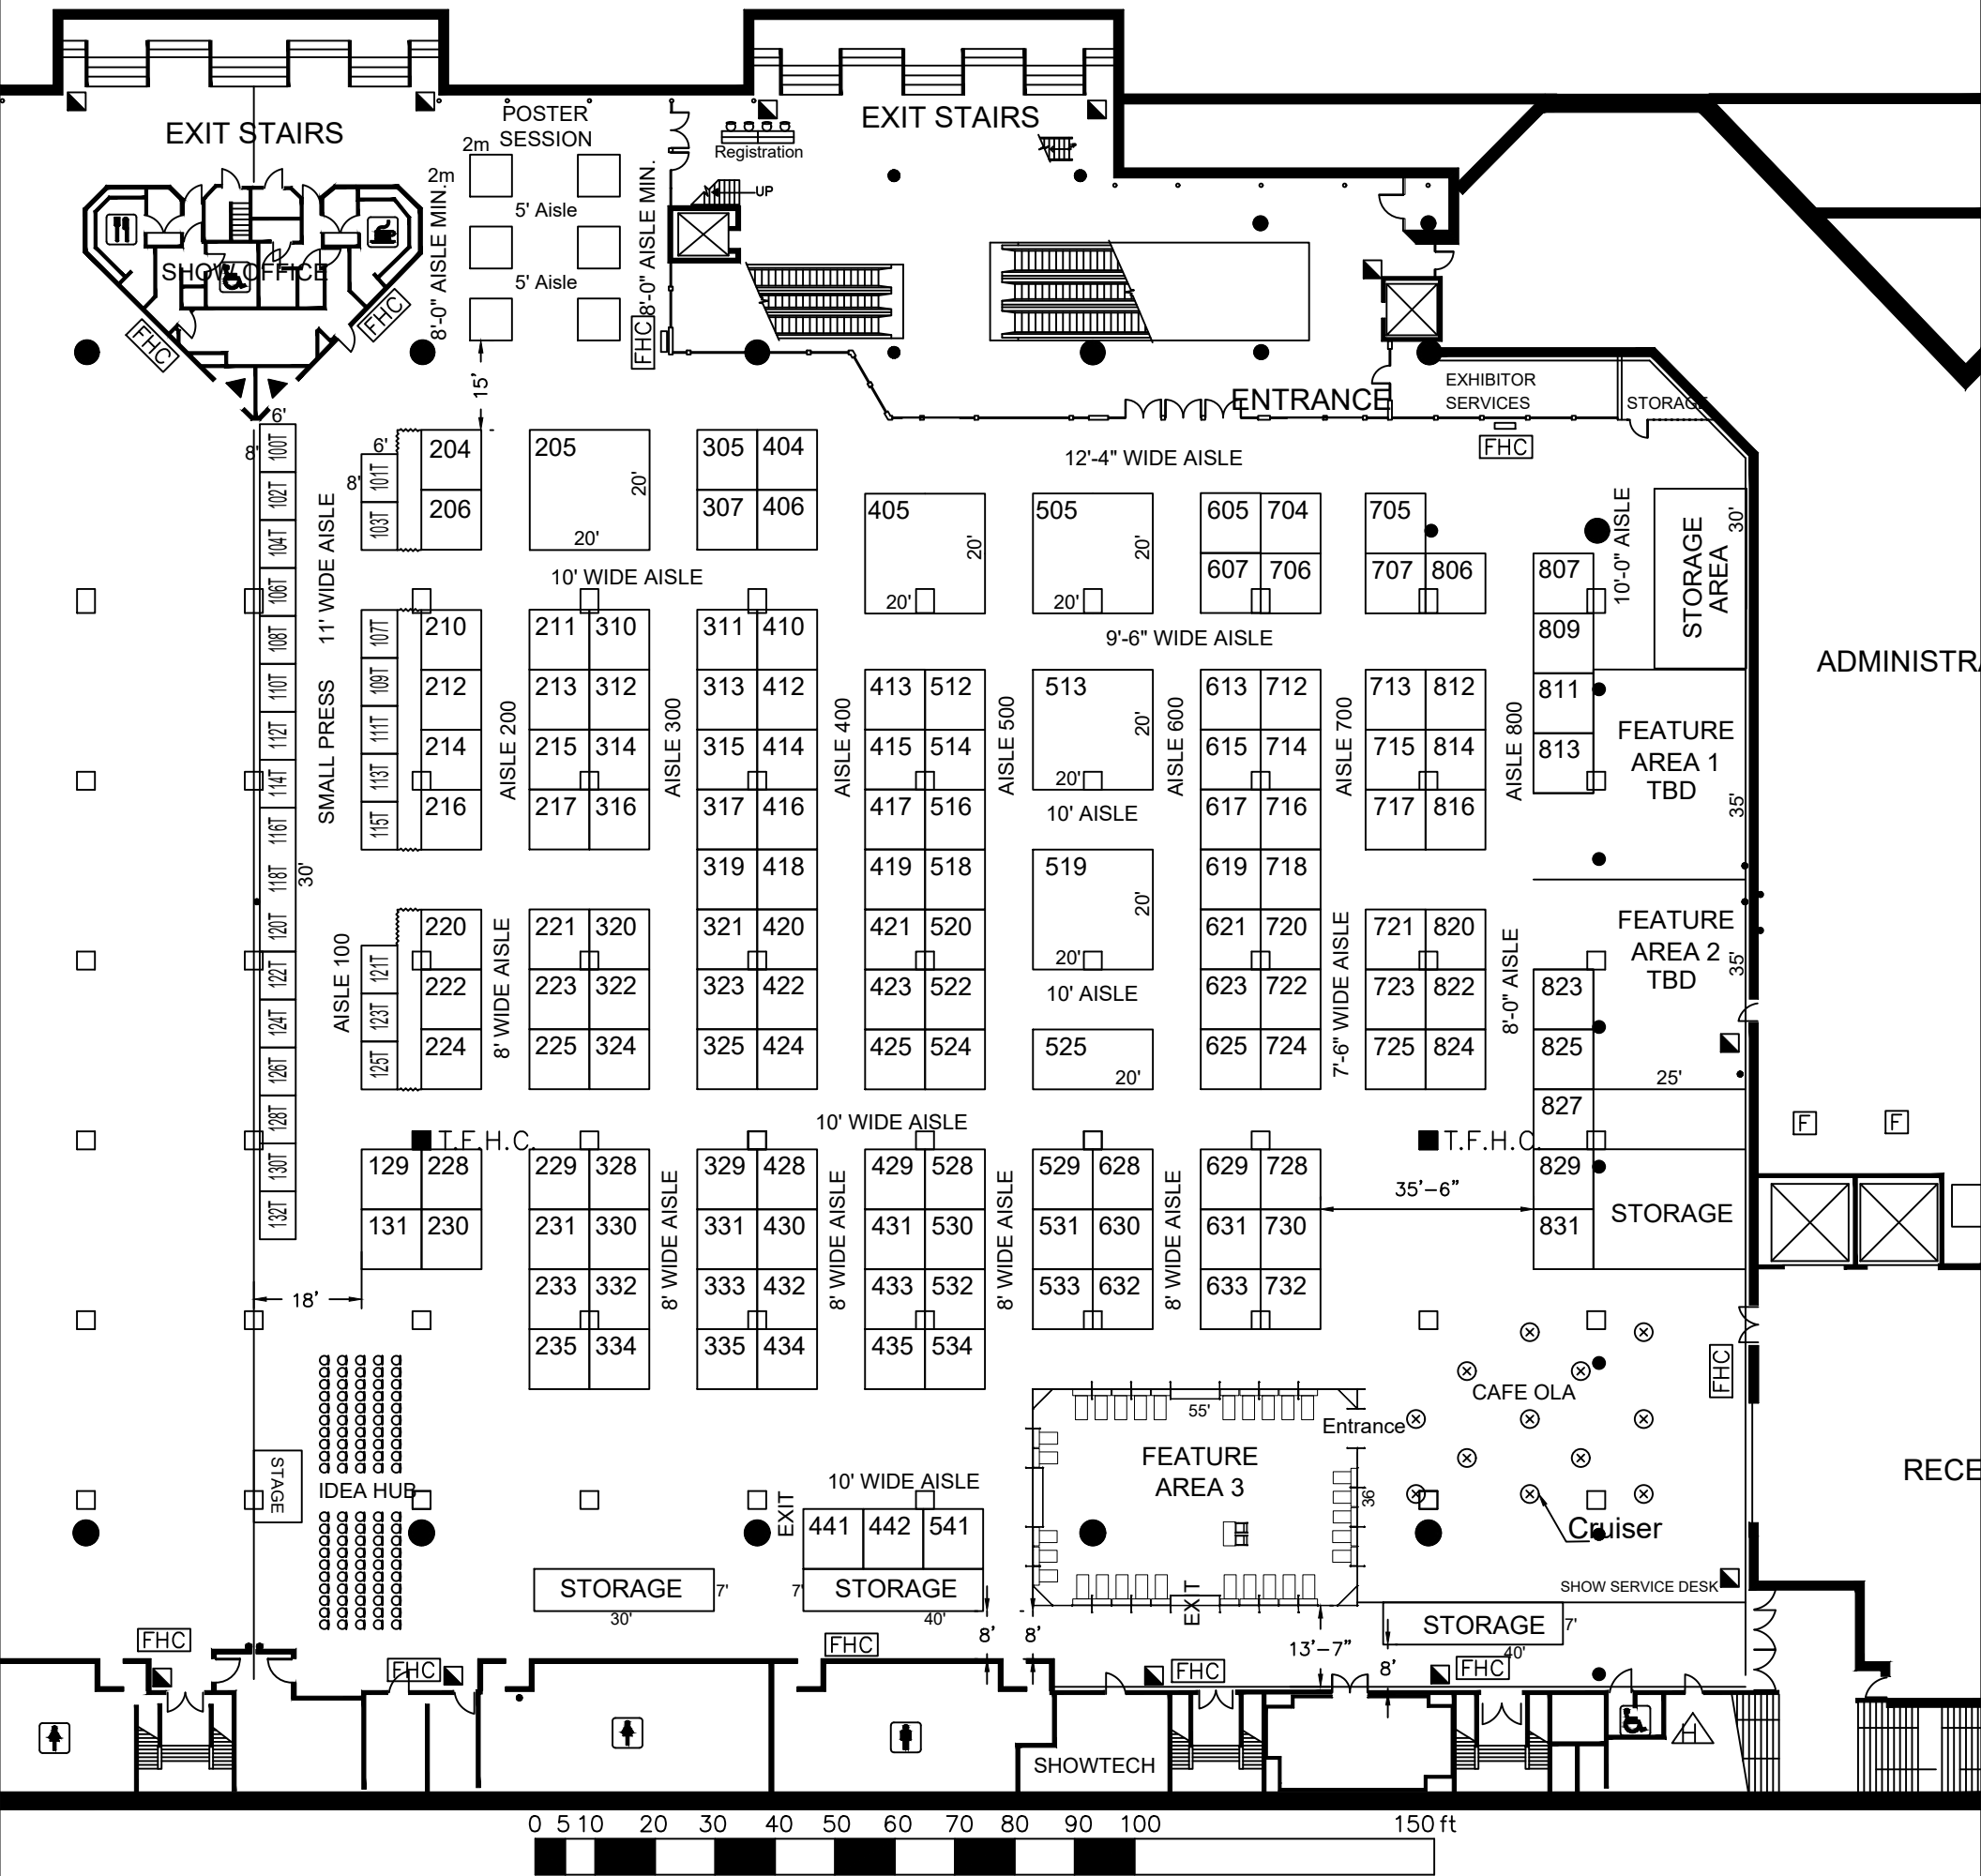 EXIT STAIRS
POSTER
SESSION
2m
2m
8'-0" AISLE MIN.
5' Aisle
5' Aisle
8'-0" AISLE MIN.
15'
Registration
UP
EXIT STAIRS
SHOW OFFICE
FHC
FHC
FHC
ENTRANCE
EXHIBITOR
SERVICES
STORAGE
FHC
12'-4" WIDE AISLE
6'
8'
100T
102T
104T
106T
108T
110T
112T
114T
116T
118T
120T
122T
124T
126T
128T
130T
132T
30'
11' WIDE AISLE
SMALL PRESS
AISLE 100
6'
8'
101T
103T
107T
109T
111T
113T
115T
121T
123T
125T
204
206
205
20'
20'
305 404
307 406
405
20'
20'
505
20'
20'
605 704
607 706
705
707 806
807
809
811
813
10'-0" AISLE
STORAGE
AREA
30'
10' WIDE AISLE
9'-6" WIDE AISLE
ADMINISTRA
210
212
214
216
AISLE 200
211 310
213 312
215 314
217 316
AISLE 300
311 410
313 412
315 414
317 416
319 418
321 420
323 422
325 424
AISLE 400
413 512
415 514
417 516
419 518
421 520
423 522
425 524
AISLE 500
513
20'
20'
10' AISLE
519
20'
20'
10' AISLE
525
20'
AISLE 600
613 712
615 714
617 716
619 718
621 720
623 722
625 724
AISLE 700
713 812
715 814
717 816
AISLE 800
FEATURE
AREA 1
TBD
35'
FEATURE
AREA 2
TBD
35'
25'
220
222
224
8' WIDE AISLE
221 320
223 322
225 324
7'-6" WIDE AISLE
721 820
723 822
725 824
8'-0" AISLE
823
825
827
829
831
10' WIDE AISLE
T.F.H.C.
T.F.H.C.
F
F
129 228
131 230
18'
229 328
231 330
233 332
235 334
8' WIDE AISLE
329 428
331 430
333 432
335 434
8' WIDE AISLE
429 528
431 530
433 532
435 534
8' WIDE AISLE
529 628
531 630
533 632
8' WIDE AISLE
629 728
631 730
633 732
35'-6"
STORAGE
FHC
CAFE OLA
Cruiser
RECE
STAGE
IDEA HUB
EXIT
10' WIDE AISLE
441 442 541
STORAGE
7'
30'
7'
STORAGE
40'
55'
Entrance
FEATURE
AREA 3
36'
EXIT
SHOW SERVICE DESK
STORAGE
7'
40'
8'
8'
13'-7"
8'
FHC
FHC
FHC
FHC
FHC
SHOWTECH
H
0 5 10 20 30 40 50 60 70 80 90 100 150 ft